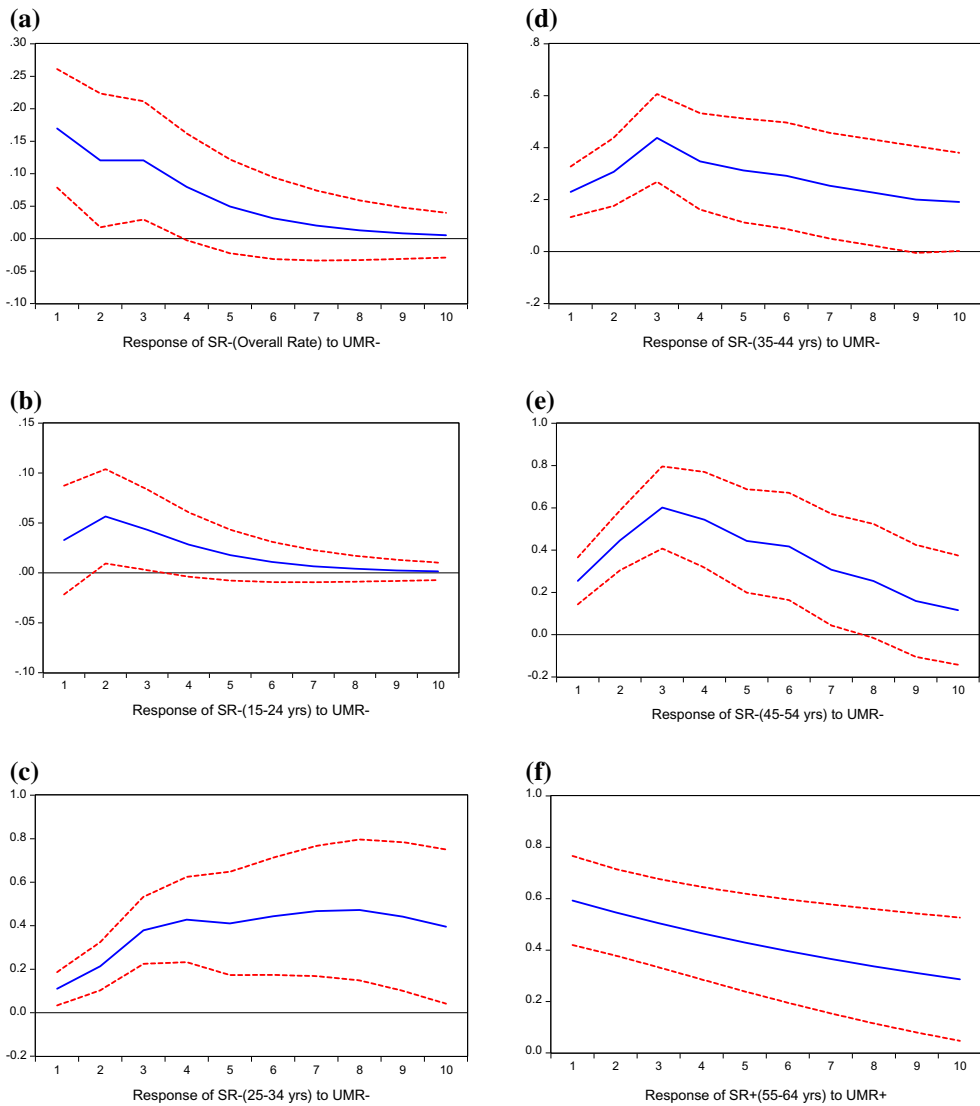 (a)
.30
.25
.20
.15
.10
.05
.00
-.05
-.10
1 2 3 4 5 6 7 8 9 10
Response of SR-(Overall Rate) to UMR-
(b)
.15
.10
.05
.00
-.05
-.10
1 2 3 4 5 6 7 8 9 10
Response of SR-(15-24 yrs) to UMR-
(c)
1.0
0.8
0.6
0.4
0.2
0.0
-0.2
1 2 3 4 5 6 7 8 9 10
Response of SR-(25-34 yrs) to UMR-
(d)
.8
.6
.4
.2
.0
-.2
1 2 3 4 5 6 7 8 9 10
Response of SR-(35-44 yrs) to UMR-
(e)
1.0
0.8
0.6
0.4
0.2
0.0
-0.2
1 2 3 4 5 6 7 8 9 10
Response of SR-(45-54 yrs) to UMR-
(f)
1.0
0.8
0.6
0.4
0.2
0.0
1 2 3 4 5 6 7 8 9 10
Response of SR+(55-64 yrs) to UMR+